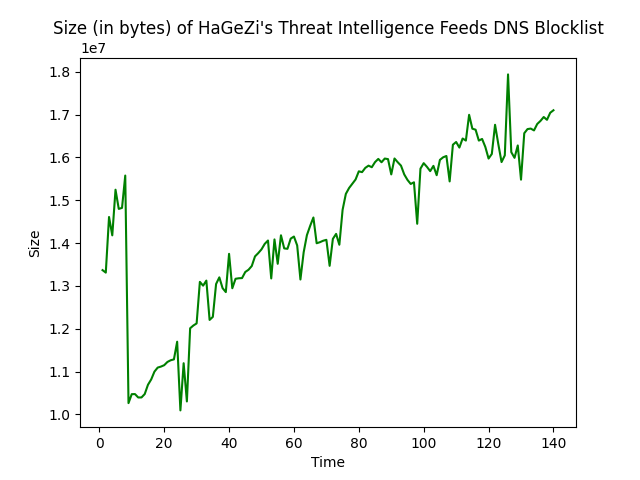 Size (in bytes) of HaGeZi's Threat Intelligence Feeds DNS Blocklist
1e7
1.8
1.7
1.6
1.5
1.4
1.3
1.2
1.1
1.0
Size
0 20 40 60 80 100 120 140
Time